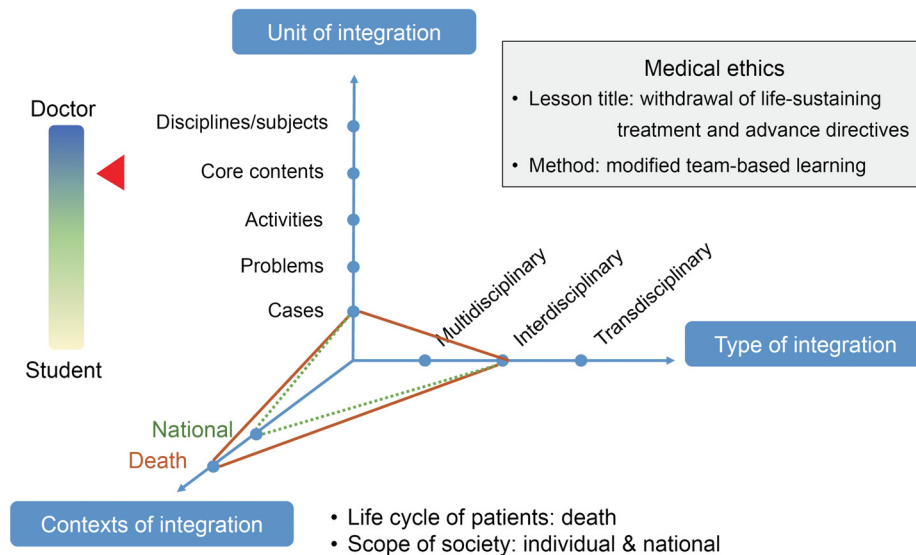 Unit of integration
Medical ethics
• Lesson title: withdrawal of life-sustaining
treatment and advance directives
• Method: modified team-based learning
Doctor
Student
Disciplines/subjects
Core contents
Activities
Problems
Cases
Multidisciplinary
Interdisciplinary
Transdisciplinary
Type of integration
National
Death
Contexts of integration
• Life cycle of patients: death
• Scope of society: individual & national